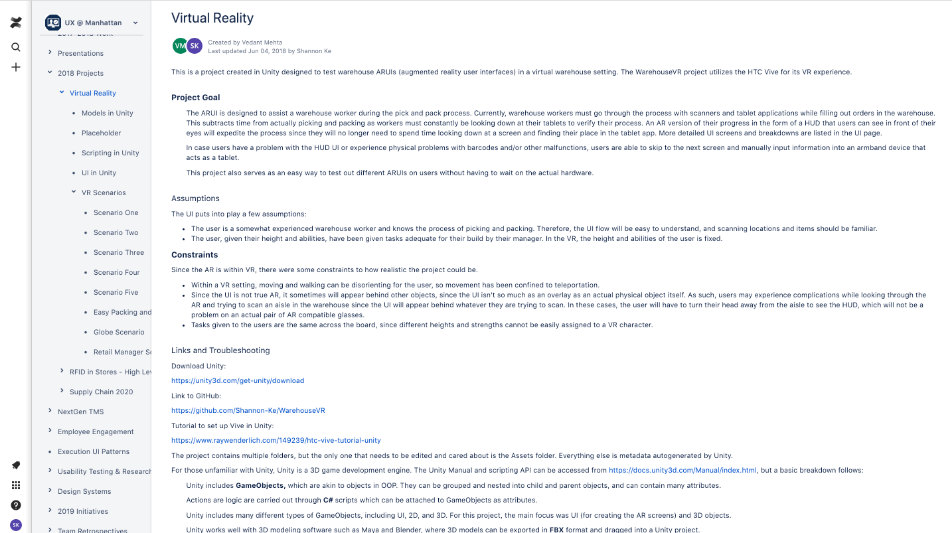 UX @ Manhattan
Presentations
2018 Projects
Virtual Reality
Models in Unity
Placeholder
Scripting in Unity
UI in Unity
VR Scenarios
Scenario One
Scenario Two
Scenario Three
Scenario Four
Scenario Five
Easy Packing and
Globe Scenario
Retail Manager Sc
RFID in Stores - High Lev
Supply Chain 2020
NextGen TMS
Employee Engagement
Execution UI Patterns
Usability Testing & Research
Design Systems
2019 Initiatives
Team Retrospectives
SK
Virtual Reality
VM SK
Created by Vedant Mehta
Last updated Jun 04, 2018 by Shannon Ke
This is a project created in Unity designed to test warehouse ARUIs (augmented reality user interfaces) in a virtual warehouse setting. The WarehouseVR project utilizes the HTC Vive for its VR experience.
Project Goal
The ARUI is designed to assist a warehouse worker during the pick and pack process. Currently, warehouse workers must go through the process with scanners and tablet applications while filling out orders in the warehouse.
This subtracts time from actually picking and packing as workers must constantly be looking down at their tablets to verify their process. An AR version of their progress in the form of a HUD that users can see in front of their
eyes will expedite the process since they will no longer need to spend time looking down at a screen and finding their place in the tablet app. More detailed UI screens and breakdowns are listed in the UI page.
In case users have a problem with the HUD UI or experience physical problems with barcodes and/or other malfunctions, users are able to skip to the next screen and manually input information into an armband device that
acts as a tablet.
This project also serves as an easy way to test out different ARUIs on users without having to wait on the actual hardware.
Assumptions
The UI puts into play a few assumptions:
The user is a somewhat experienced warehouse worker and knows the process of picking and packing. Therefore, the UI flow will be easy to understand, and scanning locations and items should be familiar.
The user, given their height and abilities, have been given tasks adequate for their build by their manager. In the VR, the height and abilities of the user is fixed.
Constraints
Since the AR is within VR, there were some constraints to how realistic the project could be.
Within a VR setting, moving and walking can be disorienting for the user, so movement has been confined to teleportation.
Since the UI is not true AR, it sometimes will appear behind other objects, since the UI isn't so much as an overlay as an actual physical object itself. As such, users may experience complications while looking through the
AR and trying to scan an aisle in the warehouse since the UI will appear behind whatever they are trying to scan. In these cases, the user will have to turn their head away from the aisle to see the HUD, which will not be a
problem on an actual pair of AR compatible glasses.
Tasks given to the users are the same across the board, since different heights and strengths cannot be easily assigned to a VR character.
Links and Troubleshooting
Download Unity:
https://unity3d.com/get-unity/download
Link to GitHub:
https://github.com/Shannon-Ke/WarehouseVR
Tutorial to set up Vive in Unity:
https://www.raywenderlich.com/149239/htc-vive-tutorial-unity
The project contains multiple folders, but the only one that needs to be edited and cared about is the Assets folder. Everything else is metadata autogenerated by Unity.
For those unfamiliar with Unity, Unity is a 3D game development engine. The Unity Manual and scripting API can be accessed from https://docs.unity3d.com/Manual/index.html, but a basic breakdown follows:
Unity includes GameObjects, which are akin to objects in OOP. They can be grouped and nested into child and parent objects, and can contain many attributes.
Actions are logic are carried out through C# scripts which can be attached to GameObjects as attributes.
Unity includes many different types of GameObjects, including UI, 2D, and 3D. For this project, the main focus was UI (for creating the AR screens) and 3D objects.
Unity works well with 3D modeling software such as Maya and Blender, where 3D models can be exported in FBX format and dragged into a Unity project.